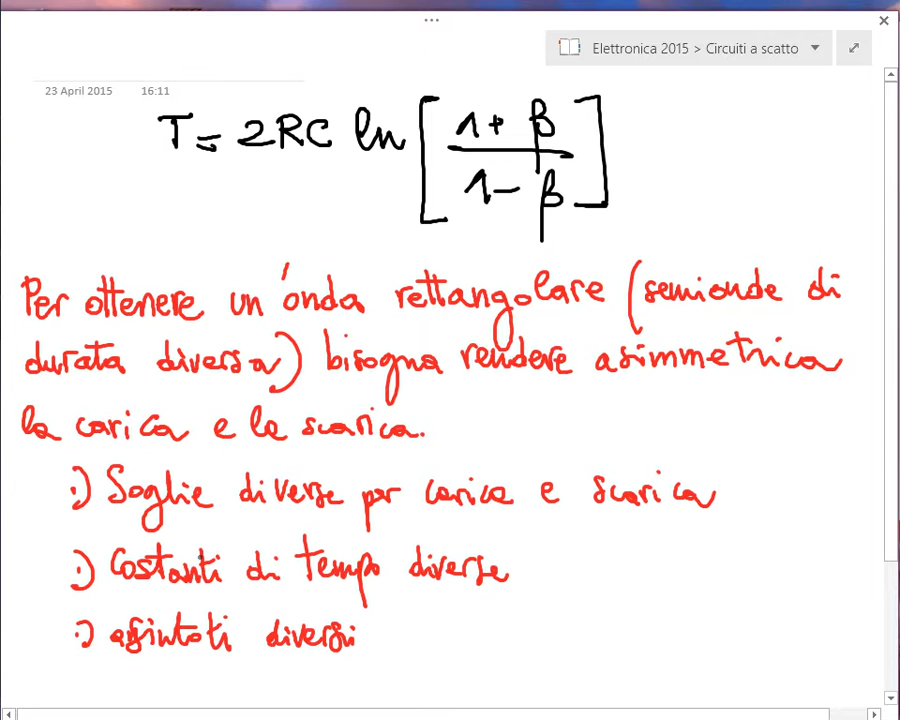 Elettronica 2015 > Circuiti a scatto
23 April 2015 16:11
T = 2RC ln [ (1 + β) / (1 - β) ]
Per ottenere un'onda rettangolare (semionde di
durata diversa) bisogna rendere asimmetrica
la carica e la scarica.
·) Soglie diverse per carica e scarica
·) Costanti di tempo diverse
·) asintoti diversi